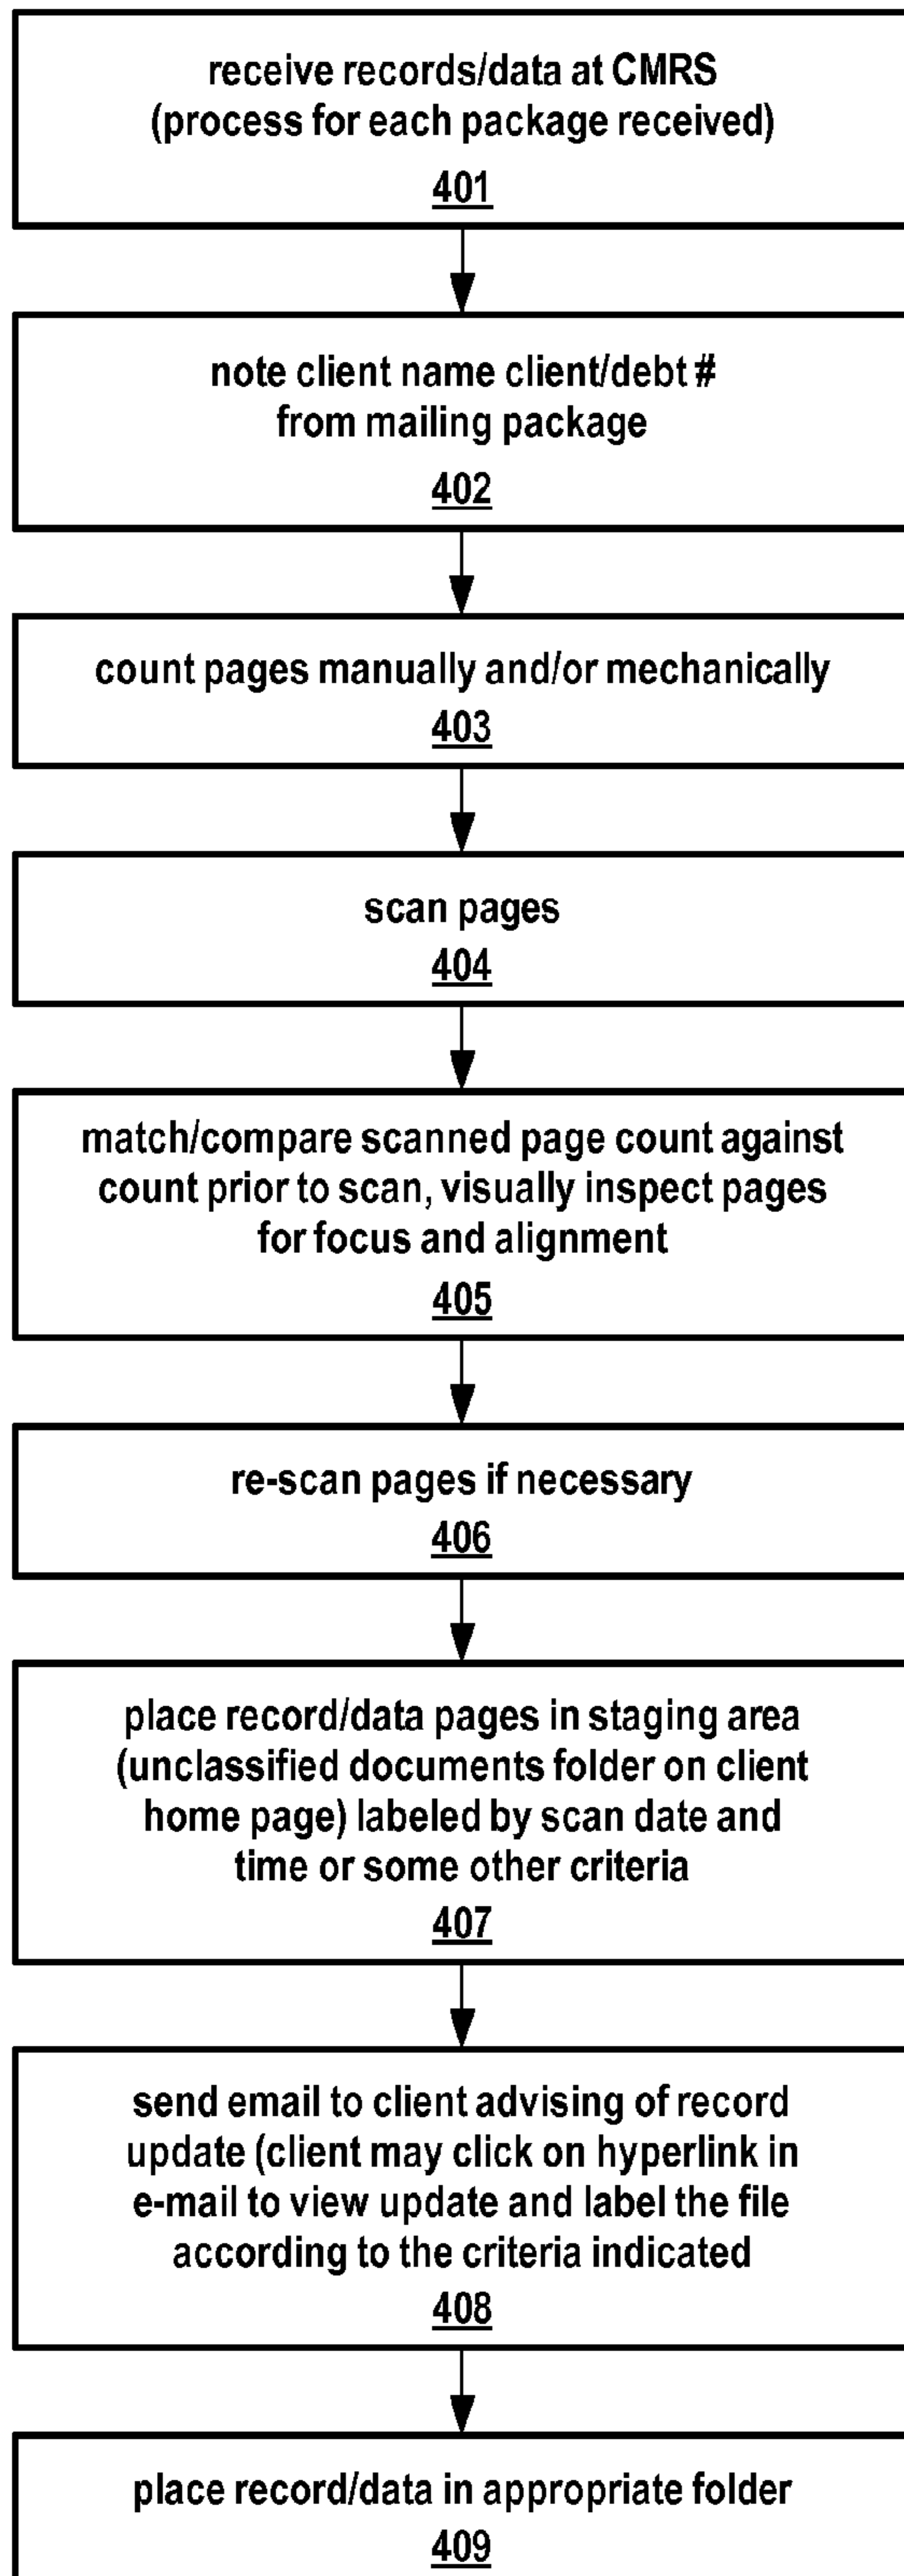 receive records/data at CMRS
(process for each package received)
401
note client name client/debt #
from mailing package
402
count pages manually and/or mechanically
403
scan pages
404
match/compare scanned page count against
count prior to scan, visually inspect pages
for focus and alignment
405
re-scan pages if necessary
406
place record/data pages in staging area
(unclassified documents folder on client
home page) labeled by scan date and
time or some other criteria
407
send email to client advising of record
update (client may click on hyperlink in
e-mail to view update and label the file
according to the criteria indicated
408
place record/data in appropriate folder
409